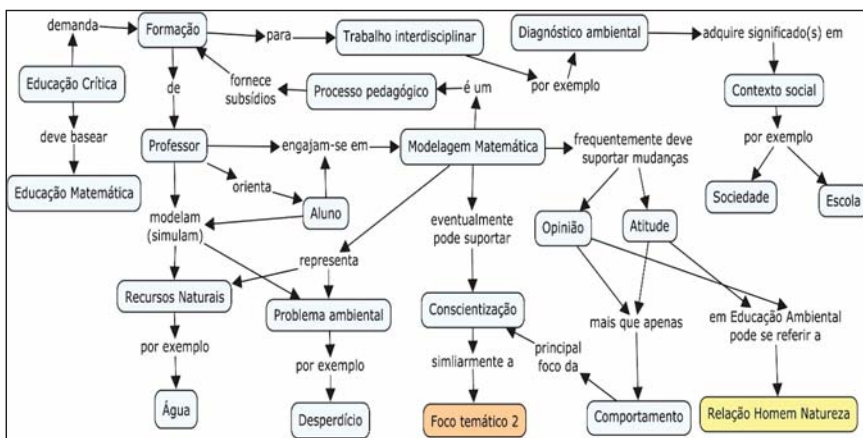 demanda
Formação
para
Trabalho interdisciplinar
Diagnóstico ambiental
adquire significado(s) em
Educação Crítica
de
fornece
subsídios
Processo pedagógico
é um
por exemplo
Contexto social
deve basear
Professor
engajam-se em
Modelagem Matemática
frequentemente deve
suportar mudanças
por exemplo
Educação Matemática
orienta
Aluno
Sociedade
Escola
modelam
(simulam)
eventualmente
pode suportar
Opinião
Atitude
representa
Recursos Naturais
Problema ambiental
Conscientização
mais que apenas
em Educação Ambiental
pode se referir a
por exemplo
por exemplo
simliarmente a
principal
foco da
Água
Desperdício
Foco temático 2
Comportamento
Relação Homem Natureza